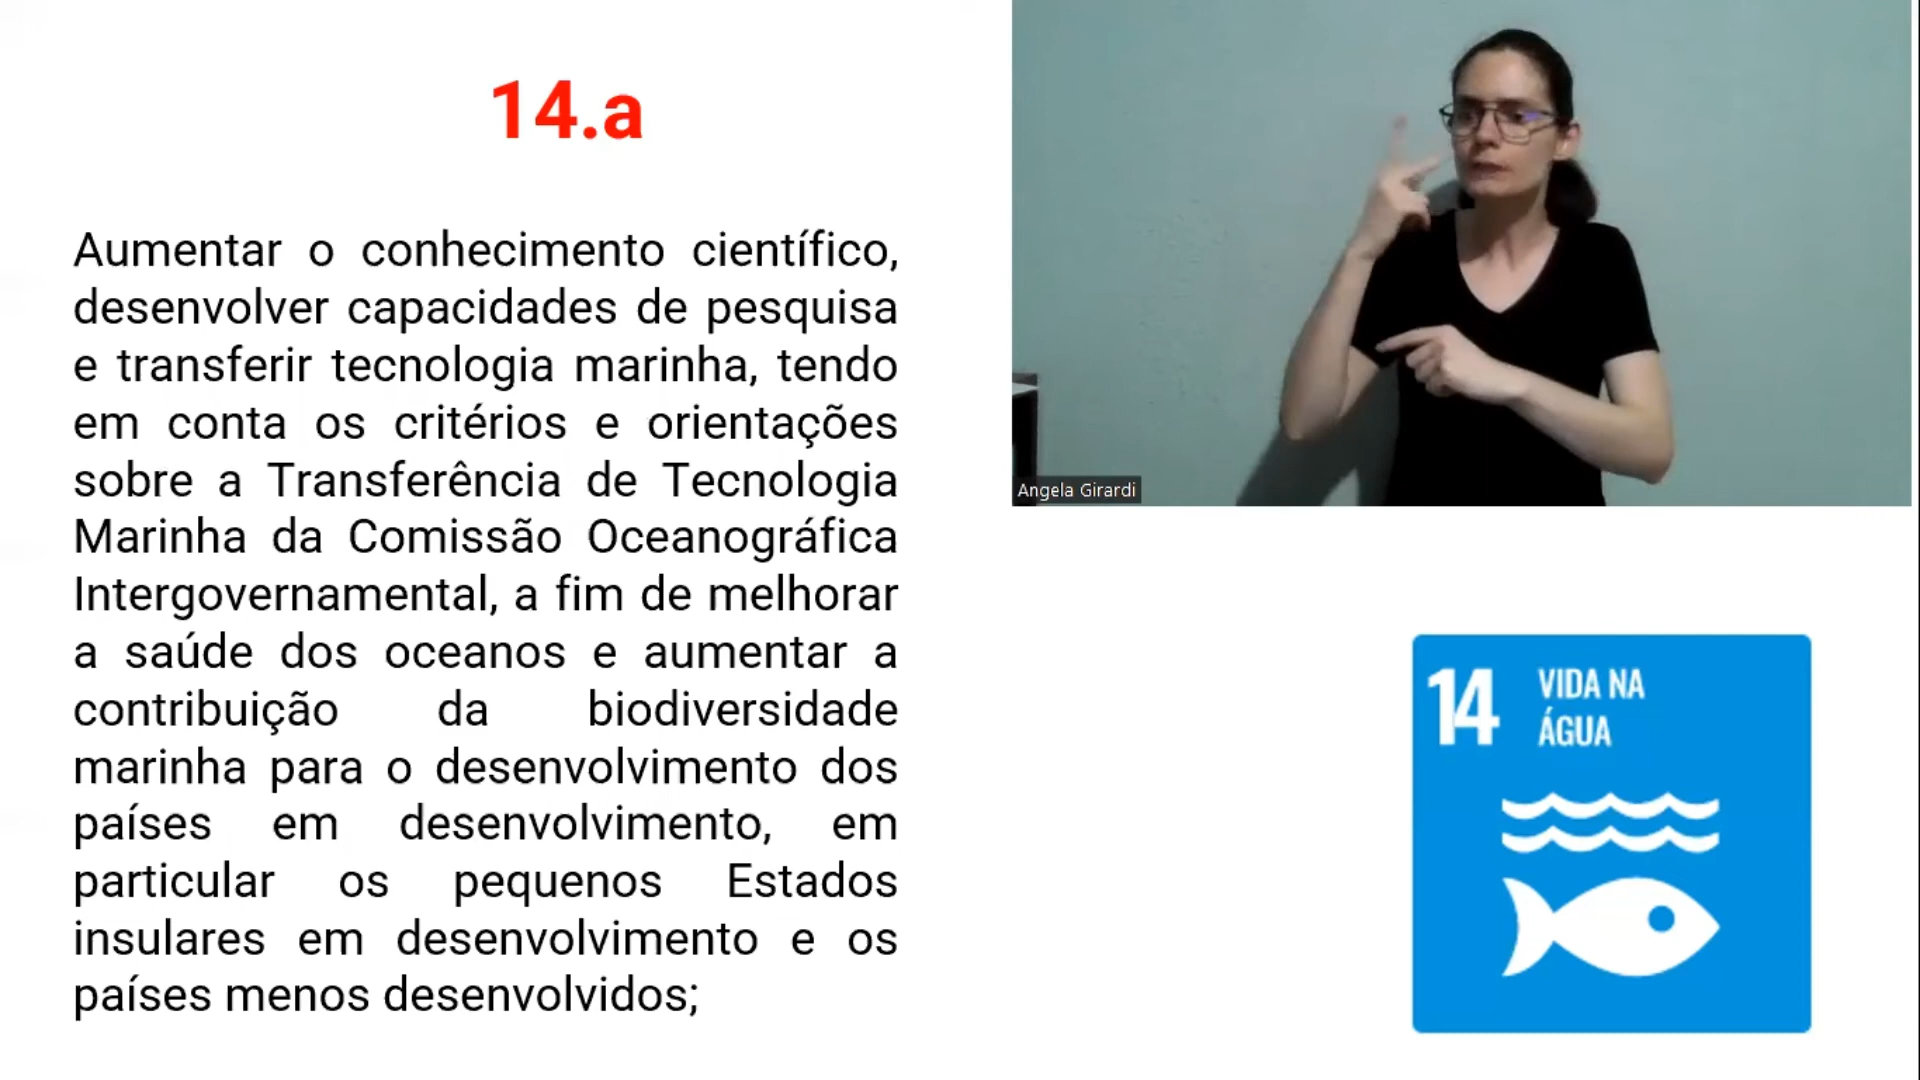 14.a
Aumentar o conhecimento científico,
desenvolver capacidades de pesquisa
e transferir tecnologia marinha, tendo
em conta os critérios e orientações
sobre a Transferência de Tecnologia
Marinha da Comissão Oceanográfica
Intergovernamental, a fim de melhorar
a saúde dos oceanos e aumentar a
contribuição da biodiversidade
marinha para o desenvolvimento dos
países em desenvolvimento, em
particular os pequenos Estados
insulares em desenvolvimento e os
países menos desenvolvidos;
Angela Girardi
14 VIDA NA
ÁGUA